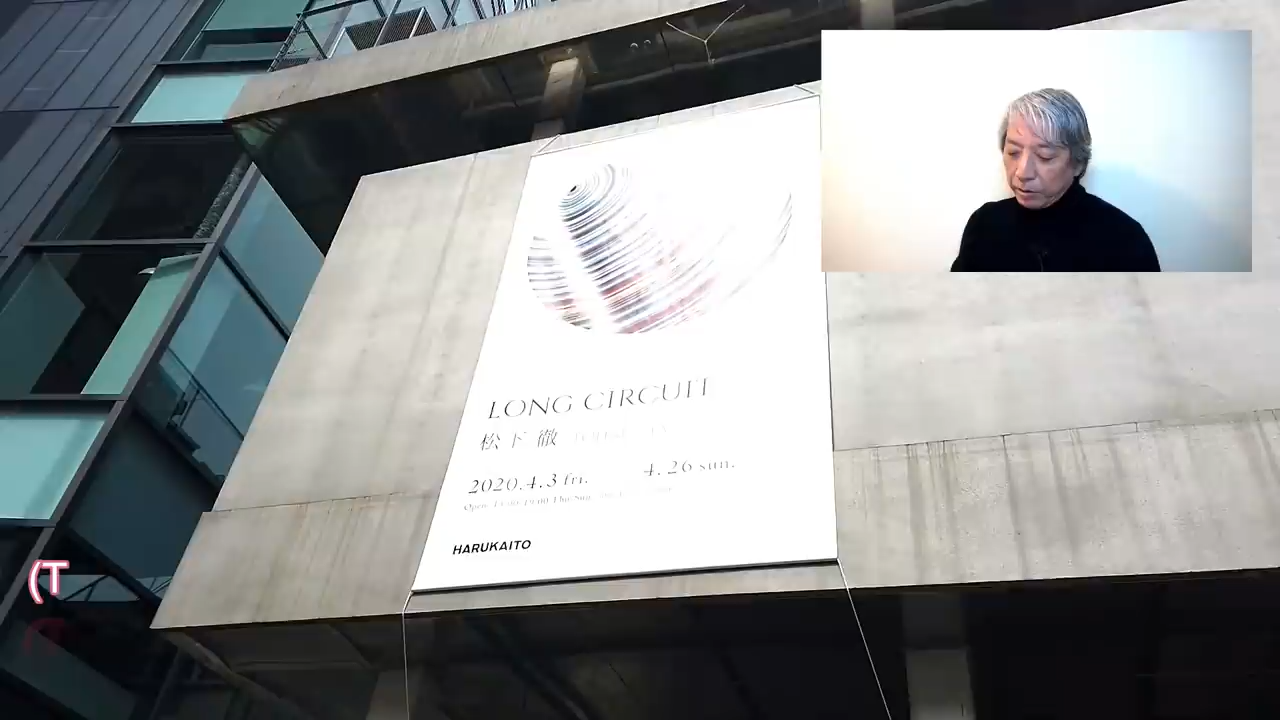 LONG CIRCUIT
松下 徹
2020.4.3 fri. 4.26 sun.
HARUKAITO
(T